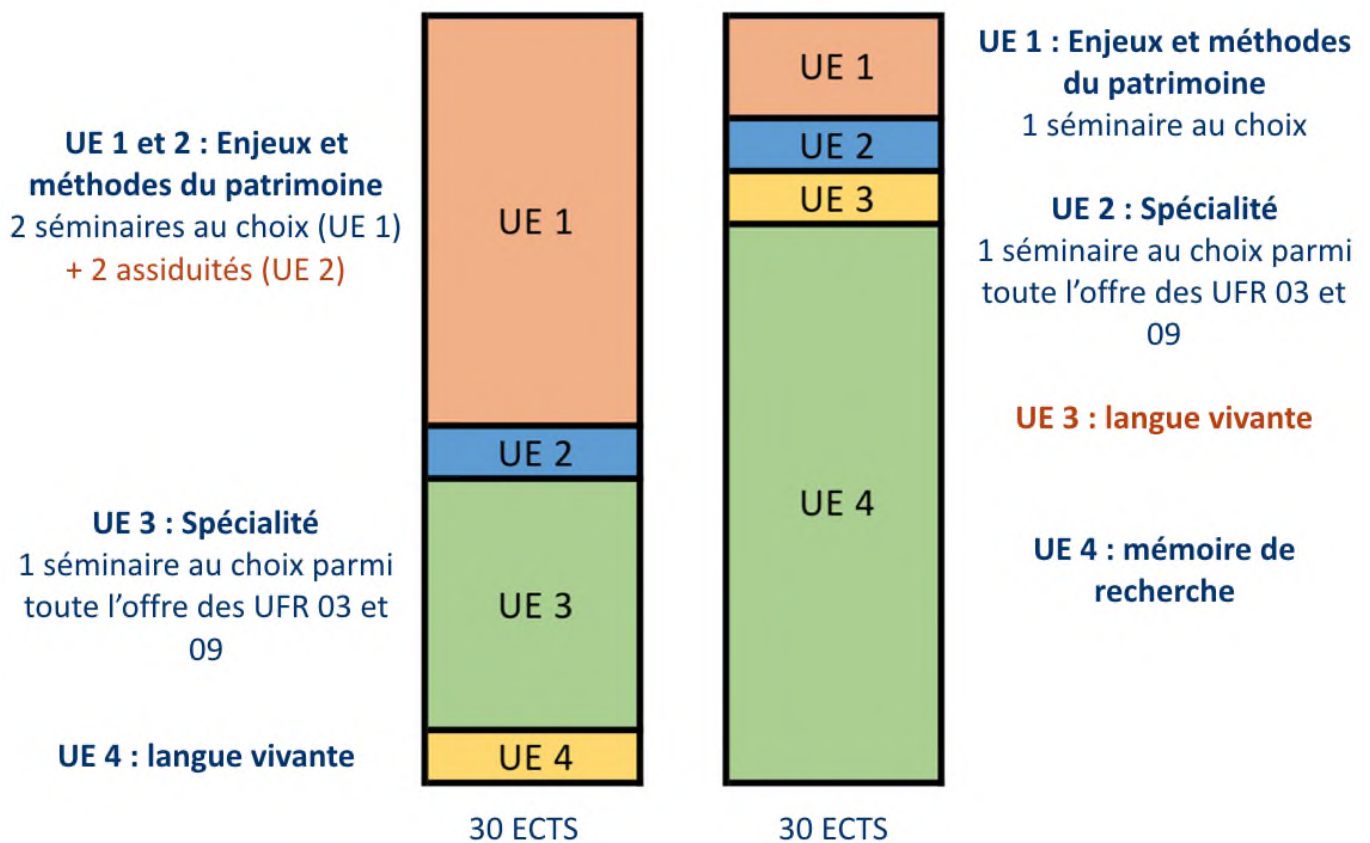 UE 1 et 2 : Enjeux et
méthodes du patrimoine
2 séminaires au choix (UE 1)
+ 2 assiduités (UE 2)
UE 3 : Spécialité
1 séminaire au choix parmi
toute l’offre des UFR 03 et
09
UE 4 : langue vivante
UE 1
UE 2
UE 3
UE 4
30 ECTS
UE 1
UE 2
UE 3
UE 4
30 ECTS
UE 1 : Enjeux et méthodes
du patrimoine
1 séminaire au choix
UE 2 : Spécialité
1 séminaire au choix parmi
toute l’offre des UFR 03 et
09
UE 3 : langue vivante
UE 4 : mémoire de
recherche